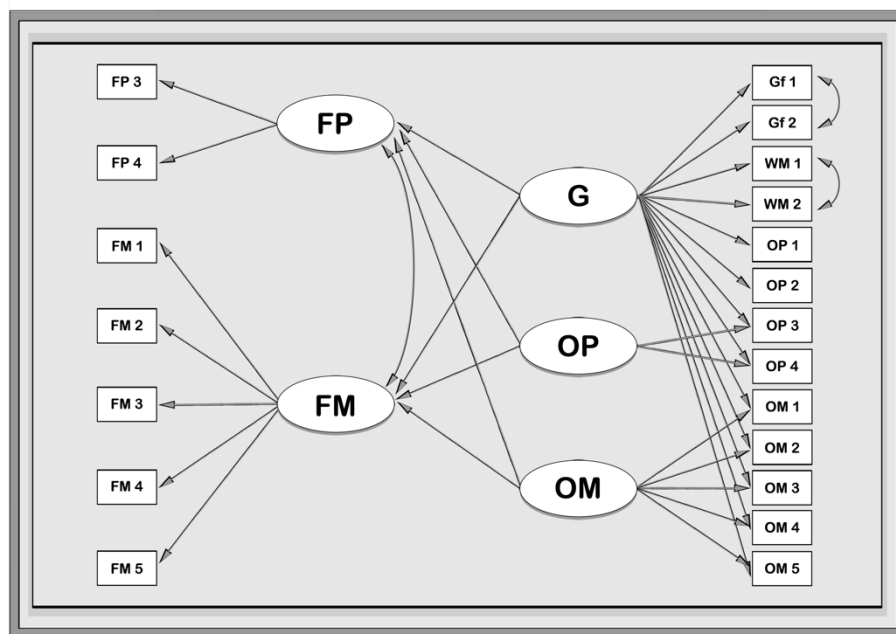 FP 3
FP 4
FM 1
FM 2
FM 3
FM 4
FM 5
FP
FM
G
OP
OM
Gf 1
Gf 2
WM 1
WM 2
OP 1
OP 2
OP 3
OP 4
OM 1
OM 2
OM 3
OM 4
OM 5